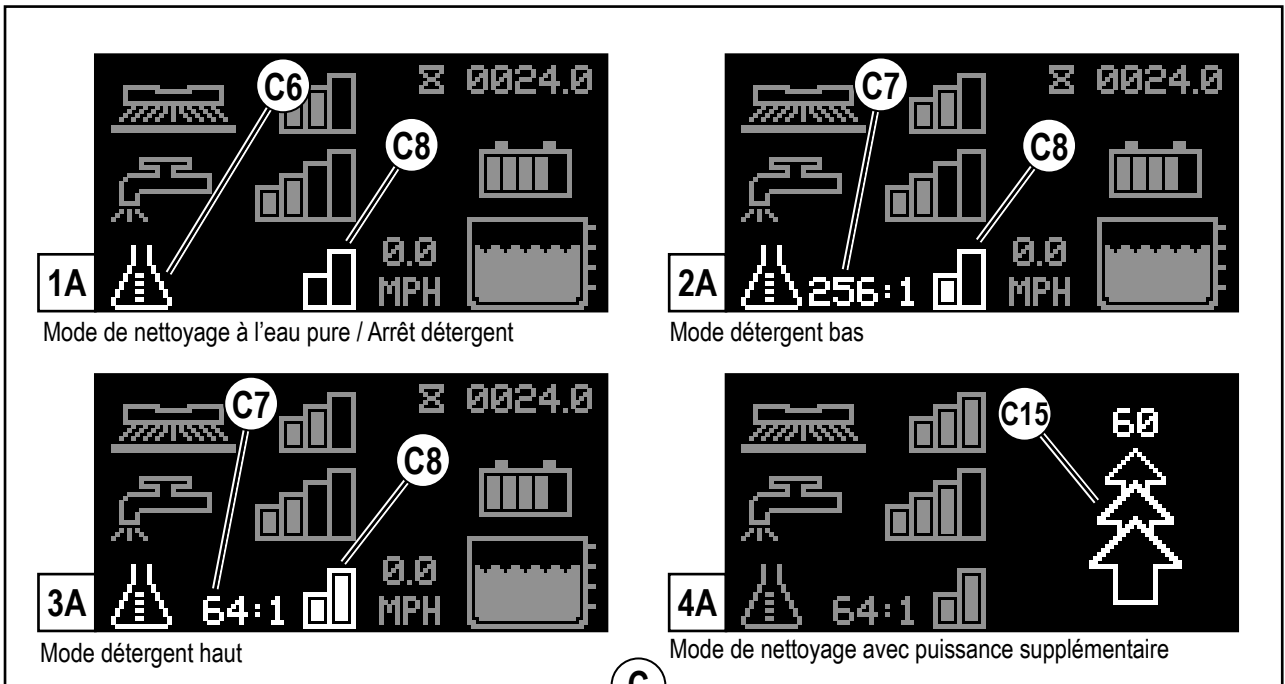 C6
0024.0
C8
0.0
MPH
1A
Mode de nettoyage à l'eau pure / Arrêt détergent
C7
0024.0
C8
256:1
0.0
MPH
2A
Mode détergent bas
C7
0024.0
C8
64:1
0.0
MPH
3A
Mode détergent haut
C15
60
64:1
4A
Mode de nettoyage avec puissance supplémentaire
C